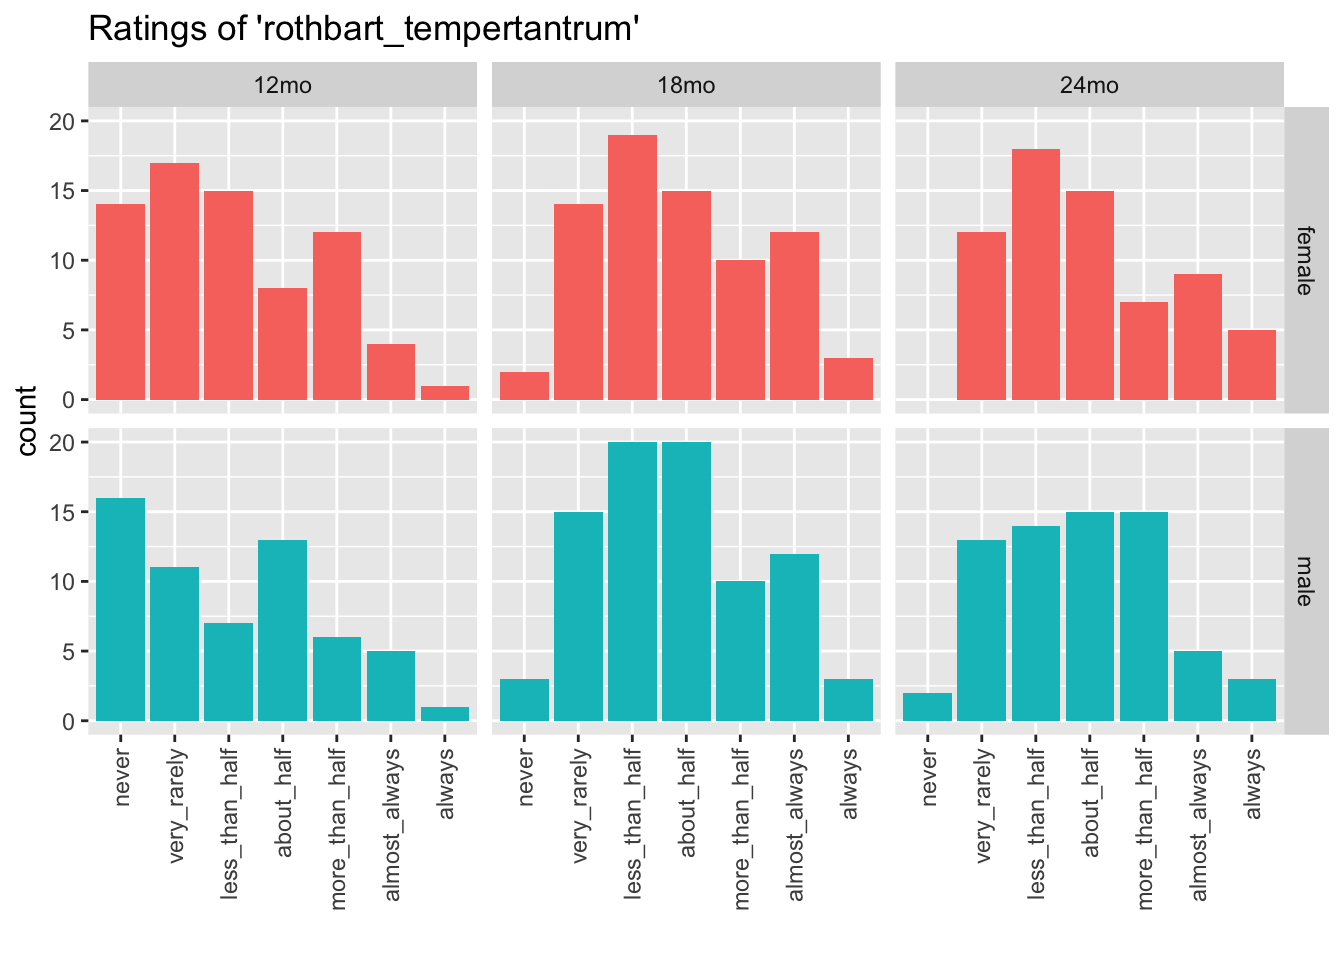 Ratings of 'rothbart_tempertantrum'
12mo 18mo 24mo
20
15
10
5
0
female
count
20
15
10
5
0
male
never very_rarely less_than_half about_half more_than_half almost_always always never very_rarely less_than_half about_half more_than_half almost_always always never very_rarely less_than_half about_half more_than_half almost_always always